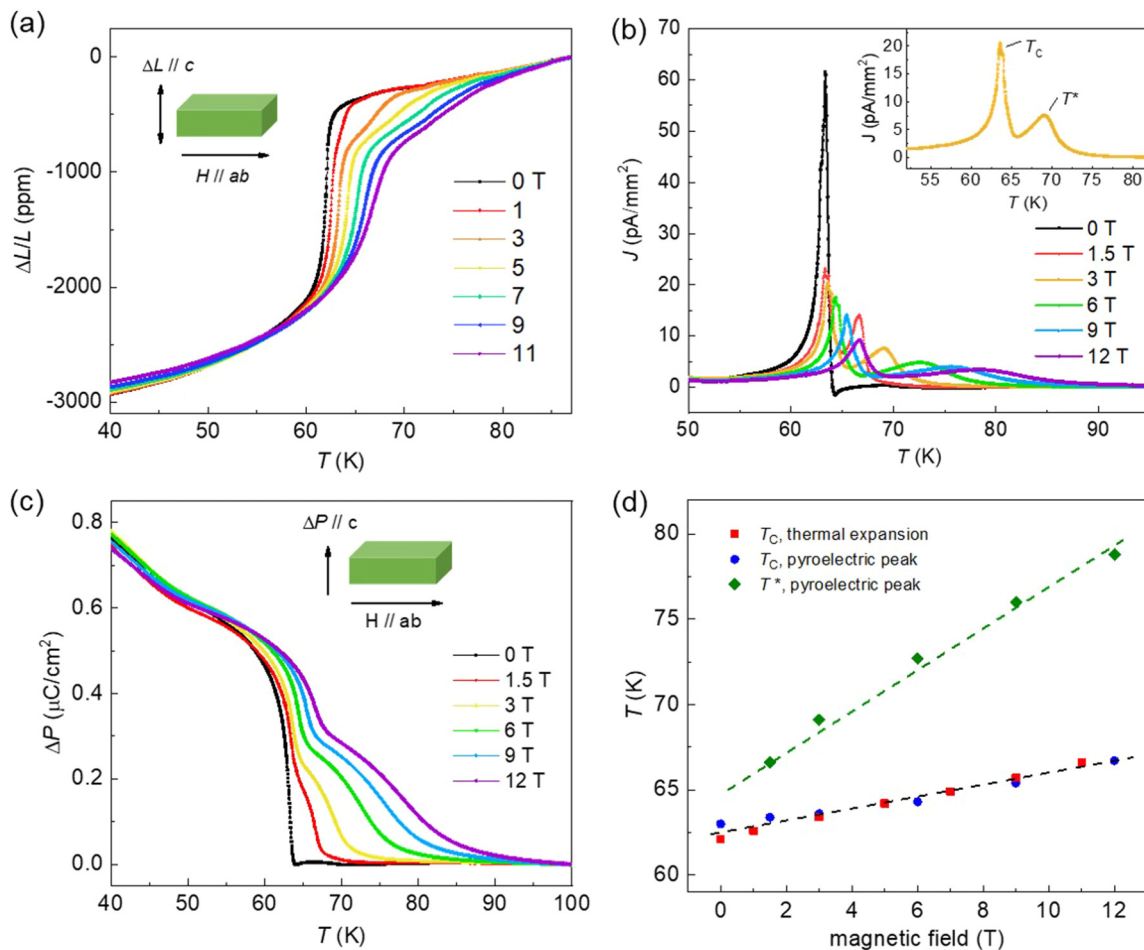 (a)
ΔL // c
H // ab
0 T
1
3
5
7
9
11
0
-1000
-2000
-3000
ΔL/L (ppm)
40 50 60 70 80
T (K)
(b)
70
60
50
40
30
20
10
0
J (pA/mm²)
50 60 70 80 90
T (K)
20
15
10
5
0
J (pA/mm²)
55 60 65 70 75 80
T (K)
T_C
T*
0 T
1.5 T
3 T
6 T
9 T
12 T
(c)
ΔP // c
H // ab
0 T
1.5 T
3 T
6 T
9 T
12 T
0.8
0.6
0.4
0.2
0.0
ΔP (μC/cm²)
40 50 60 70 80 90 100
T (K)
(d)
T_C, thermal expansion
T_C, pyroelectric peak
T *, pyroelectric peak
80
75
70
65
60
T (K)
0 2 4 6 8 10 12
magnetic field (T)